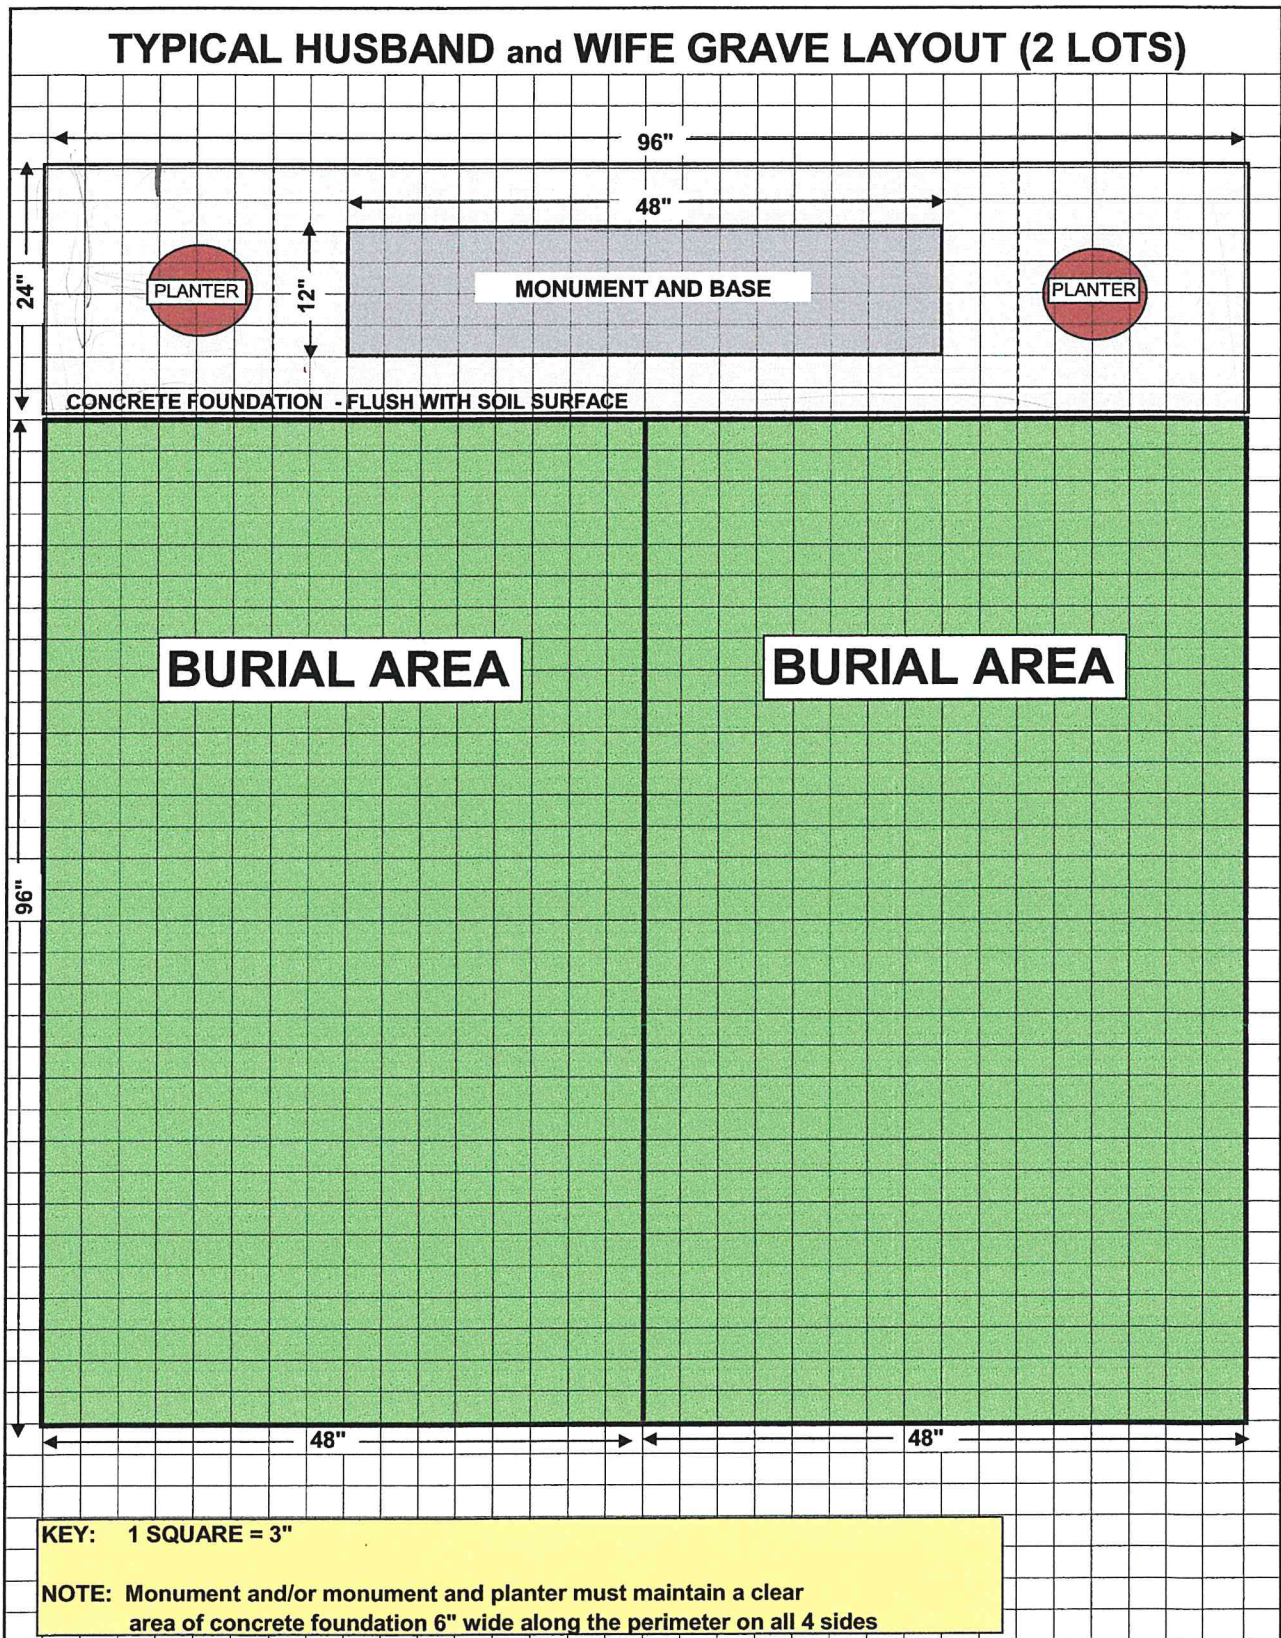 TYPICAL HUSBAND and WIFE GRAVE LAYOUT (2 LOTS)
96"
48"
24"
PLANTER
12"
MONUMENT AND BASE
PLANTER
CONCRETE FOUNDATION - FLUSH WITH SOIL SURFACE
BURIAL AREA
BURIAL AREA
96"
48"
48"
KEY: 1 SQUARE = 3"
NOTE: Monument and/or monument and planter must maintain a clear
area of concrete foundation 6" wide along the perimeter on all 4 sides